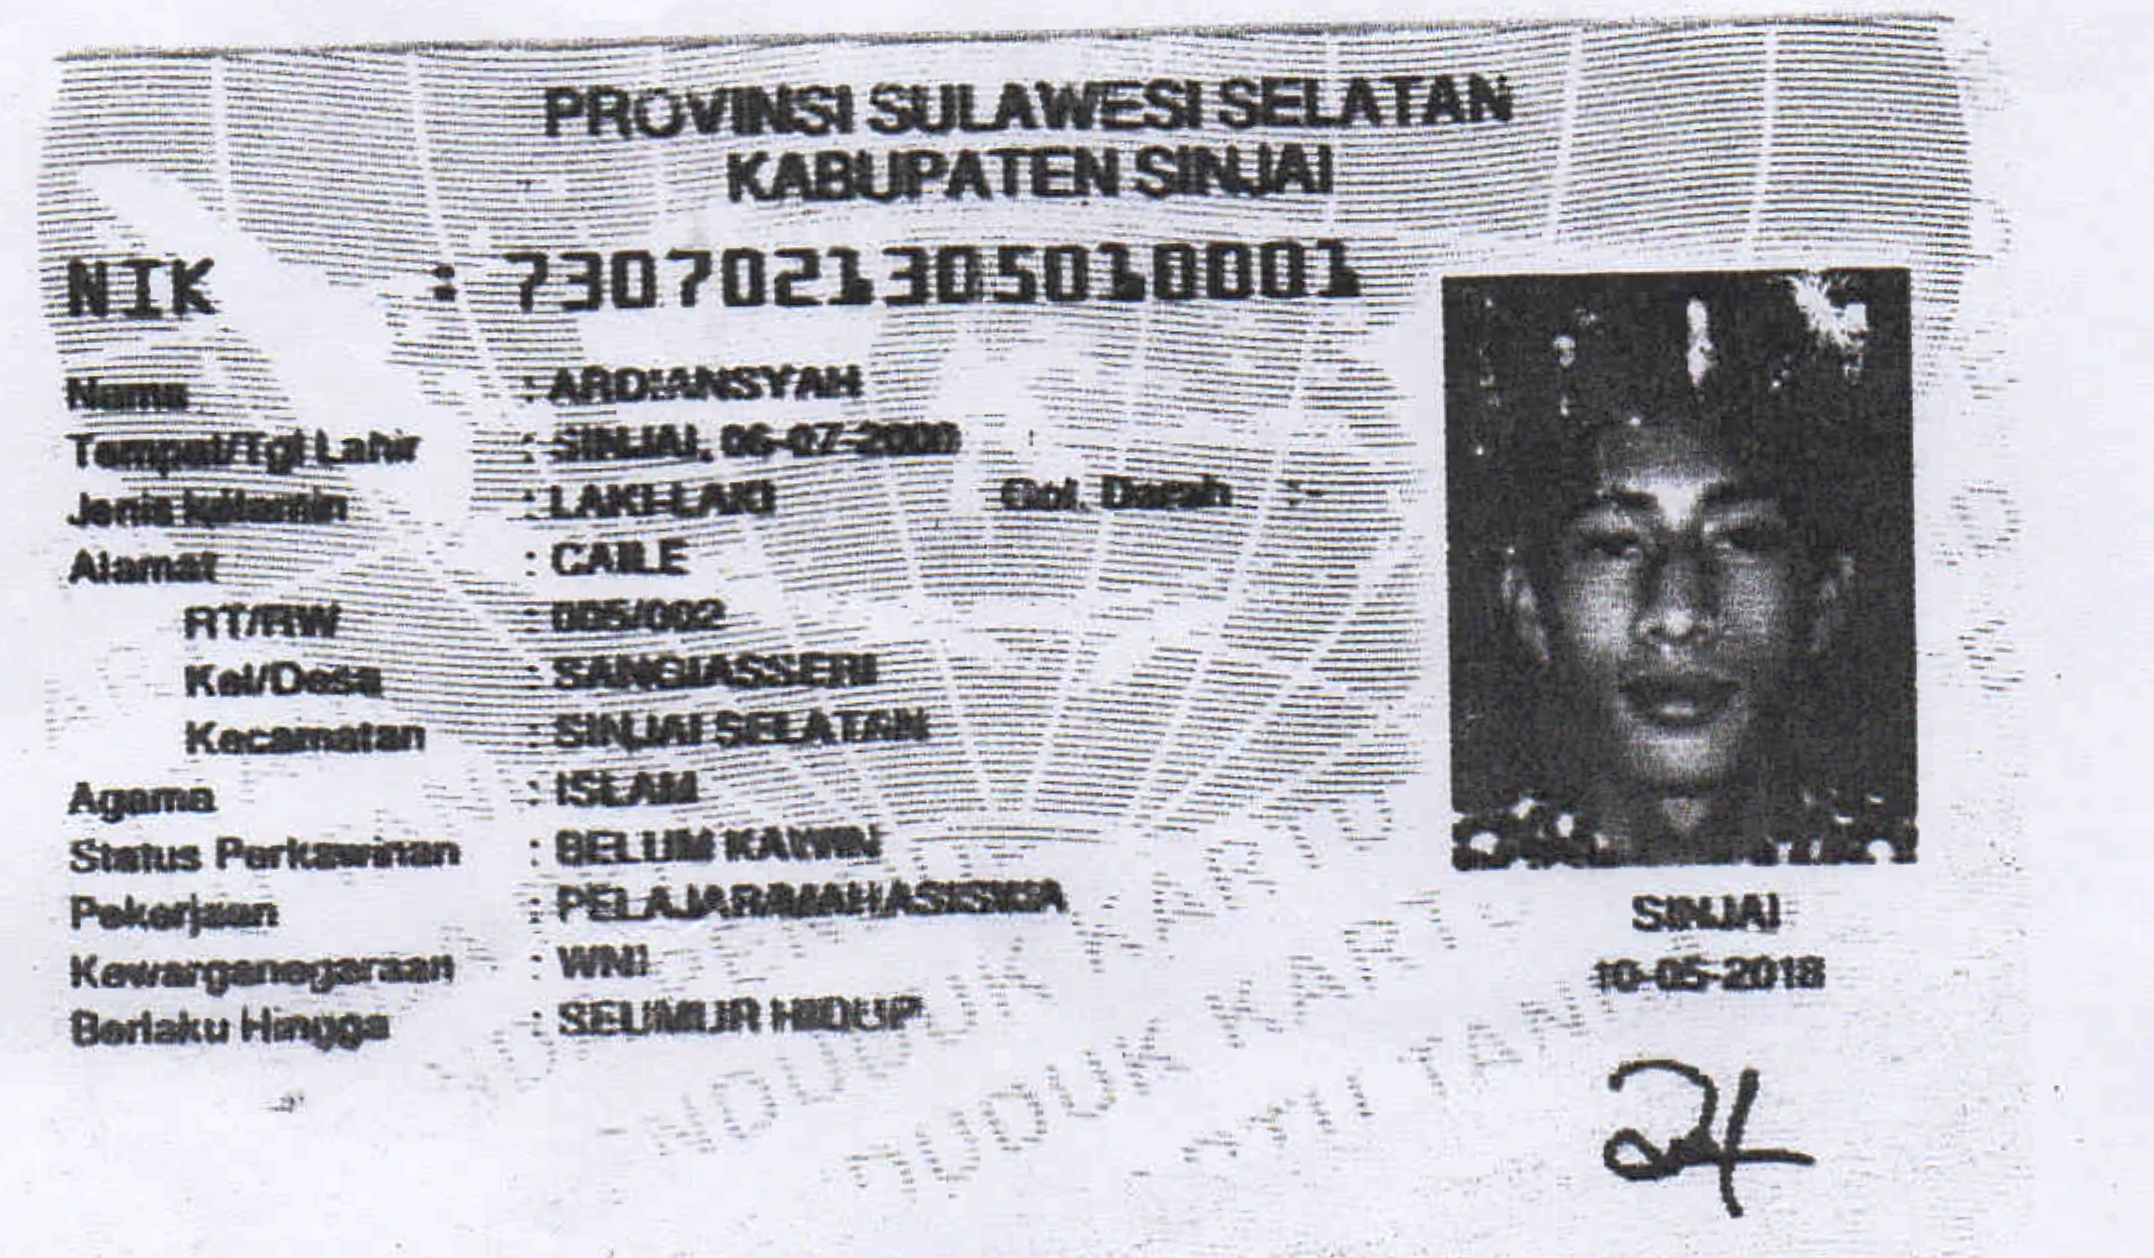 PROVINSI SULAWESI SELATAN
KABUPATEN SINJAI
NIK : 7307021305010001
Nama : ARDIANSYAH
Tempat/Tgl Lahir : SINJAI, 06-07-2000
Jenis kelamin : LAKI-LAKI Gol. Darah : -
Alamat : CAILE
RT/RW : 005/002
Kel/Desa : SANGIASSERI
Kecamatan : SINJAI SELATAN
Agama : ISLAM
Status Perkawinan : BELUM KAWIN
Pekerjaan : PELAJAR/MAHASISWA
Kewarganegaraan : WNI
Berlaku Hingga : SEUMUR HIDUP
SINJAI
10-05-2018